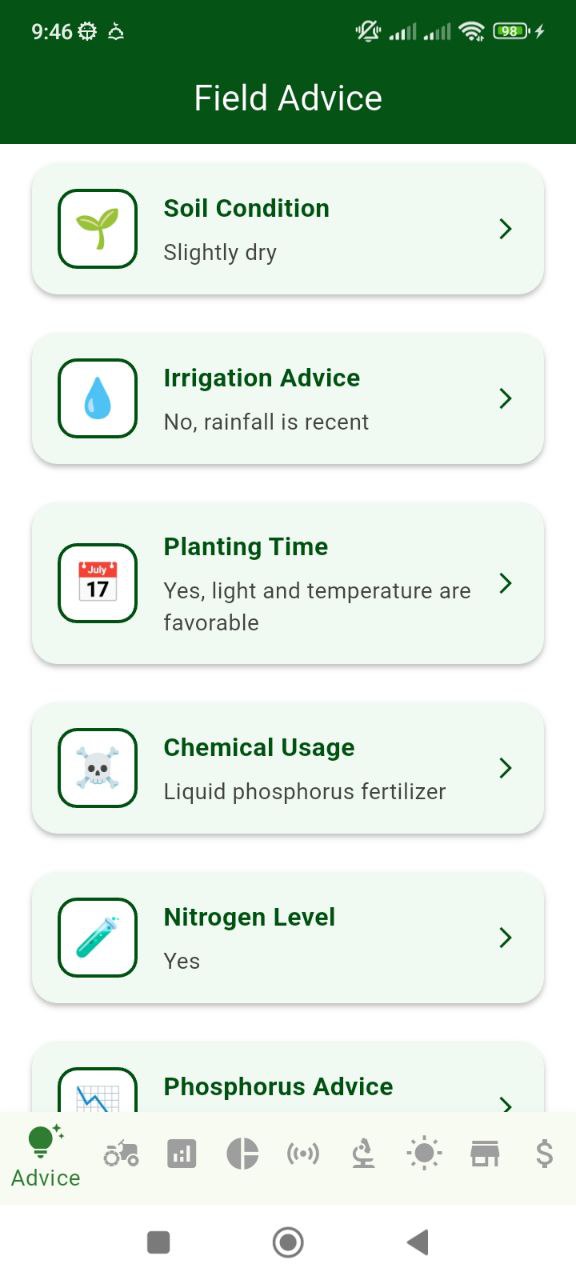 9:46
98
Field Advice
Soil Condition
Slightly dry
Irrigation Advice
No, rainfall is recent
July
17
Planting Time
Yes, light and temperature are
favorable
Chemical Usage
Liquid phosphorus fertilizer
Nitrogen Level
Yes
Phosphorus Advice
Advice
$